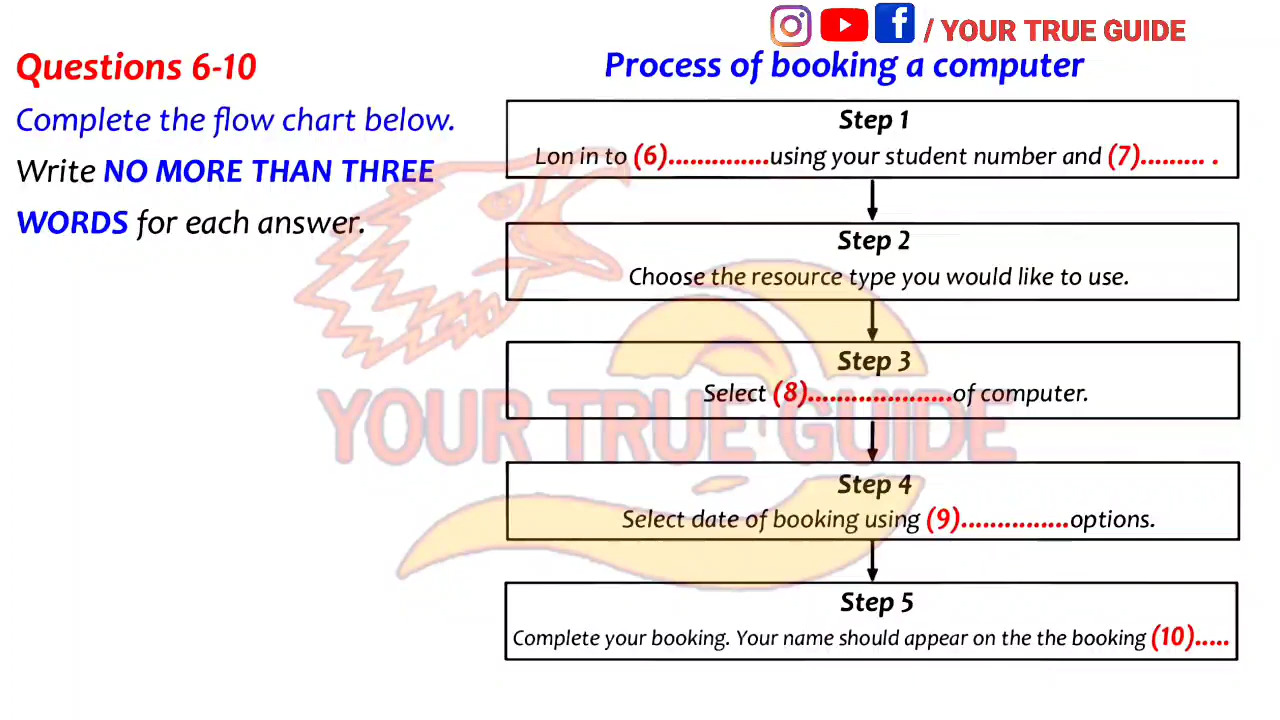 / YOUR TRUE GUIDE
Questions 6-10
Complete the flow chart below.
Write NO MORE THAN THREE
WORDS for each answer.
Process of booking a computer
Step 1
Lon in to (6)..............using your student number and (7)......... .
Step 2
Choose the resource type you would like to use.
Step 3
Select (8)....................of computer.
Step 4
Select date of booking using (9)...............options.
Step 5
Complete your booking. Your name should appear on the the booking (10).....
YOUR TRUE GUIDE